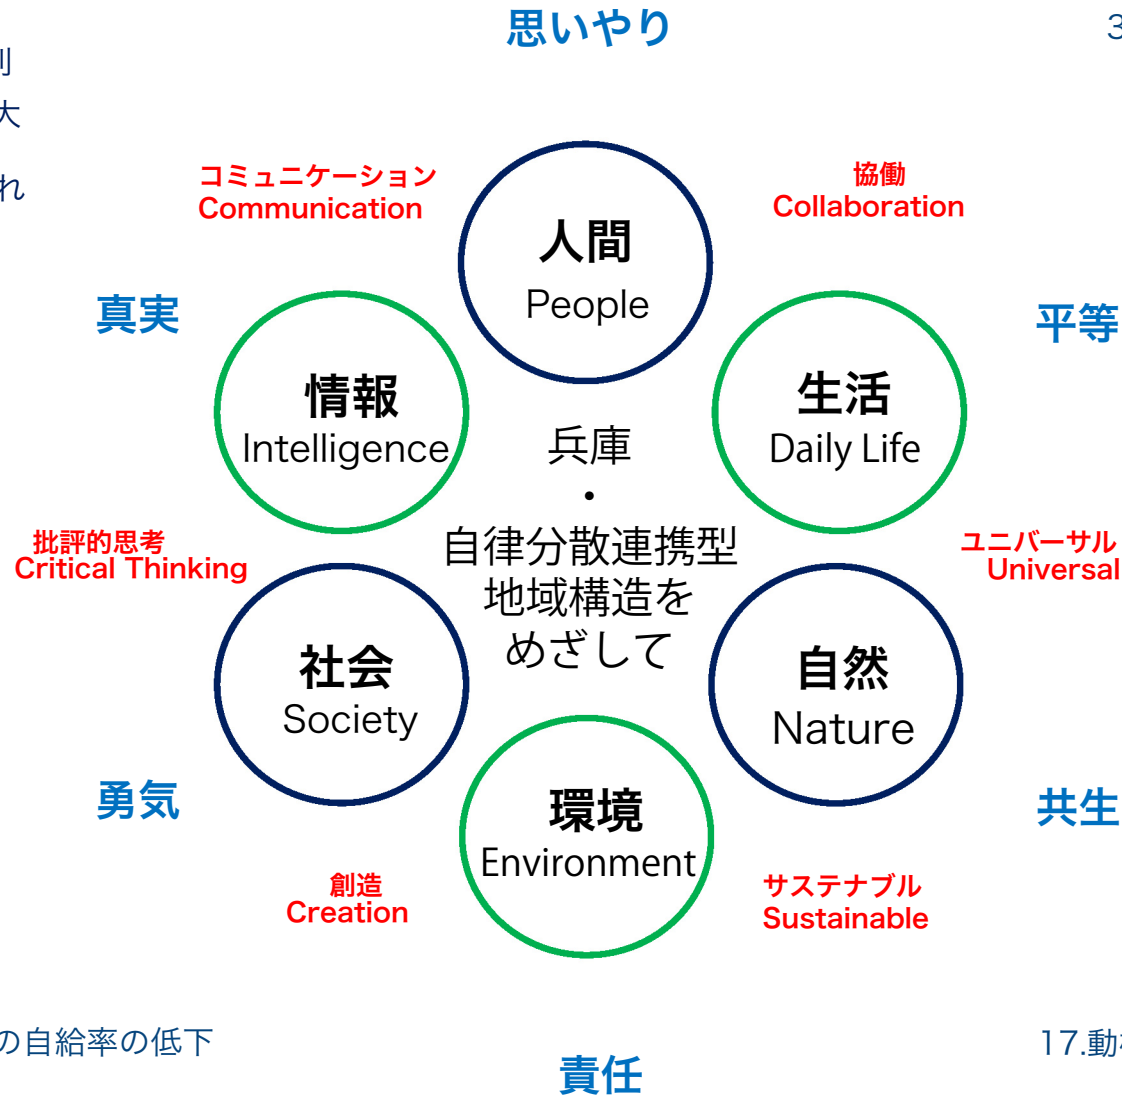 思いやり
3
大
れ
コミュニケーション
Communication
協働
Collaboration
人間
People
真実
平等
情報
Intelligence
生活
Daily Life
兵庫
・
自律分散連携型
地域構造を
めざして
批評的思考
Critical Thinking
ユニバーサル
Universal
社会
Society
自然
Nature
勇気
共生
環境
Environment
創造
Creation
サステナブル
Sustainable
の自給率の低下
17.動
責任